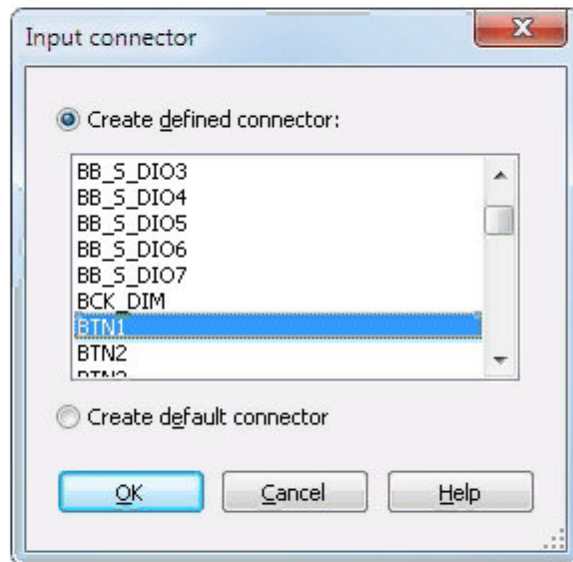 Input connector
Create defined connector:
BB_S_DIO3
BB_S_DIO4
BB_S_DIO5
BB_S_DIO6
BB_S_DIO7
BCK_DIM
BTN1
BTN2
Create default connector
OK Cancel Help